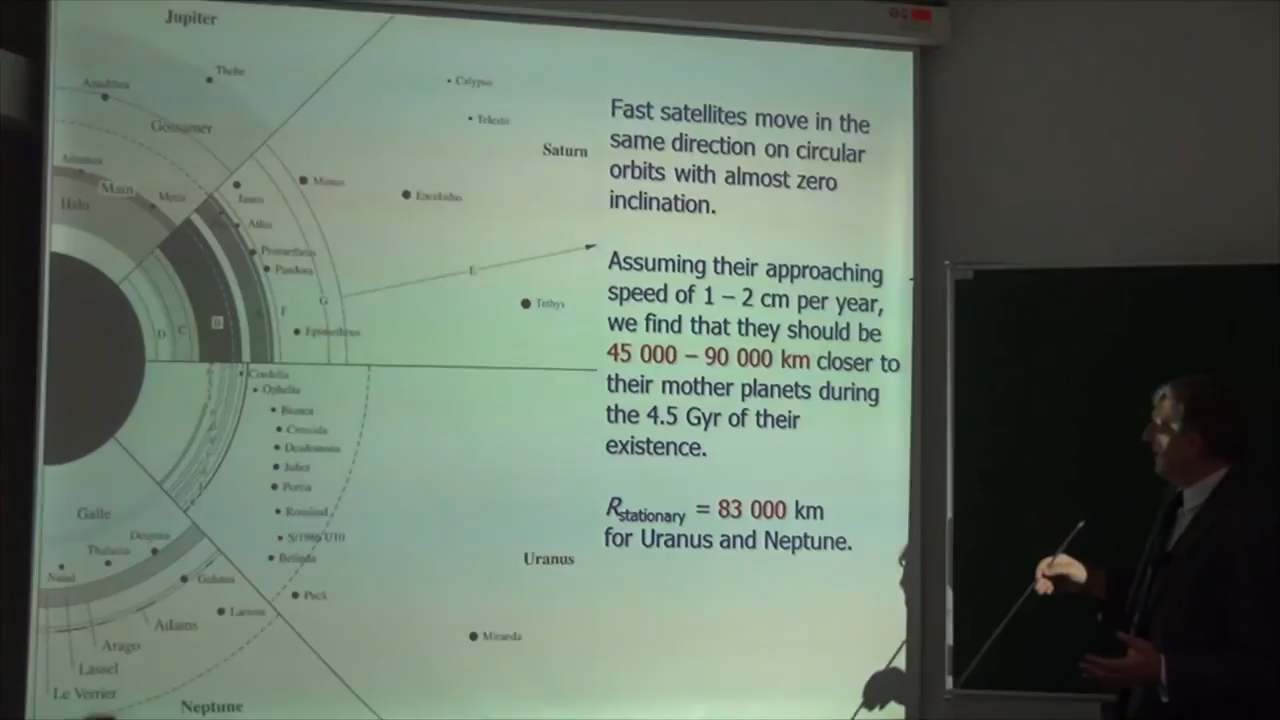 Jupiter
Thebe
Amalthea
Gossamer
Main
Metis
Halo
Calypso
Telesto
Saturn
Mimas
Enceladus
Janus
Atlas
Prometheus
Pandora
E
G
F
Tethys
D
C
B
Epimetheus
Cordelia
Ophelia
Bianca
Cressida
Desdemona
Juliet
Portia
Rosalind
S/1986 U10
Belinda
Puck
Uranus
Miranda
Galle
Despina
Thalassa
Naiad
Galatea
Larissa
Adams
Arago
Lassel
Le Verrier
Neptune
Fast satellites move in the
same direction on circular
orbits with almost zero
inclination.
Assuming their approaching
speed of 1 – 2 cm per year,
we find that they should be
45 000 – 90 000 km closer to
their mother planets during
the 4.5 Gyr of their
existence.
Rstationary = 83 000 km
for Uranus and Neptune.